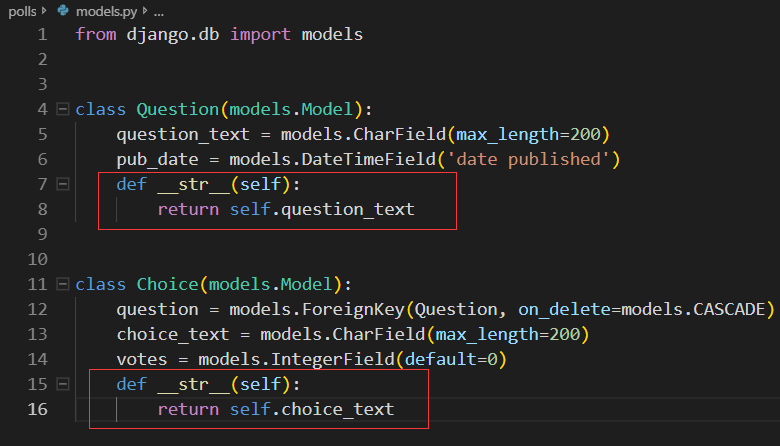 polls > models.py > ...
1 from django.db import models
2
3
4 class Question(models.Model):
5     question_text = models.CharField(max_length=200)
6     pub_date = models.DateTimeField('date published')
7     def __str__(self):
8         return self.question_text
9
10
11 class Choice(models.Model):
12     question = models.ForeignKey(Question, on_delete=models.CASCADE)
13     choice_text = models.CharField(max_length=200)
14     votes = models.IntegerField(default=0)
15     def __str__(self):
16         return self.choice_text